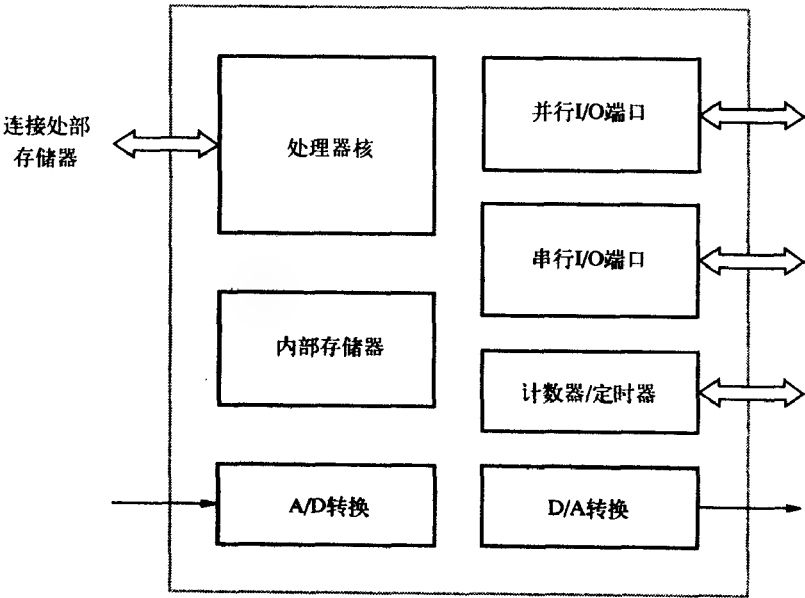 连接处部
存储器
处理器核
并行I/O端口
串行I/O端口
内部存储器
计数器/定时器
A/D转换
D/A转换